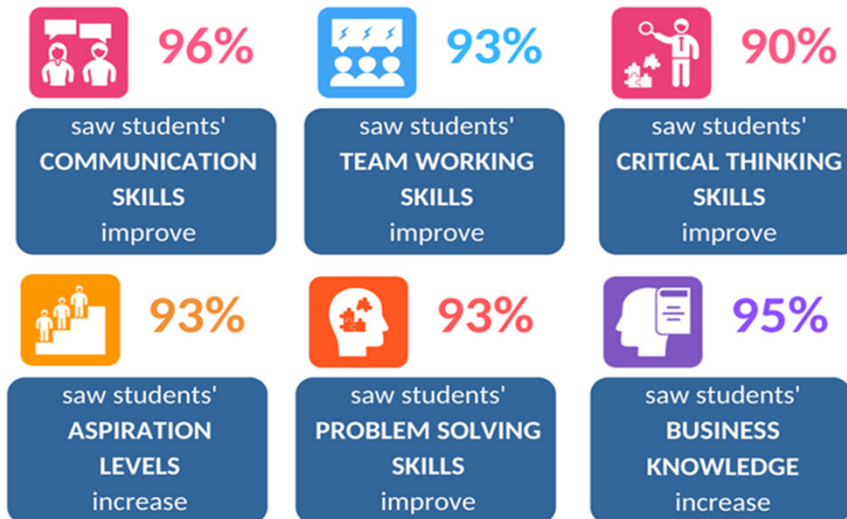 96%
saw students'
COMMUNICATION
SKILLS
improve
93%
saw students'
TEAM WORKING
SKILLS
improve
90%
saw students'
CRITICAL THINKING
SKILLS
improve
93%
saw students'
ASPIRATION
LEVELS
increase
93%
saw students'
PROBLEM SOLVING
SKILLS
improve
95%
saw students'
BUSINESS
KNOWLEDGE
increase